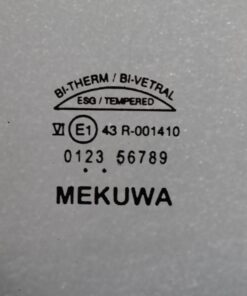 BI-THERM / BI-VETRAL
ESG / TEMPERED
VI E1 43 R-001410
0123 56789
MEKUWA